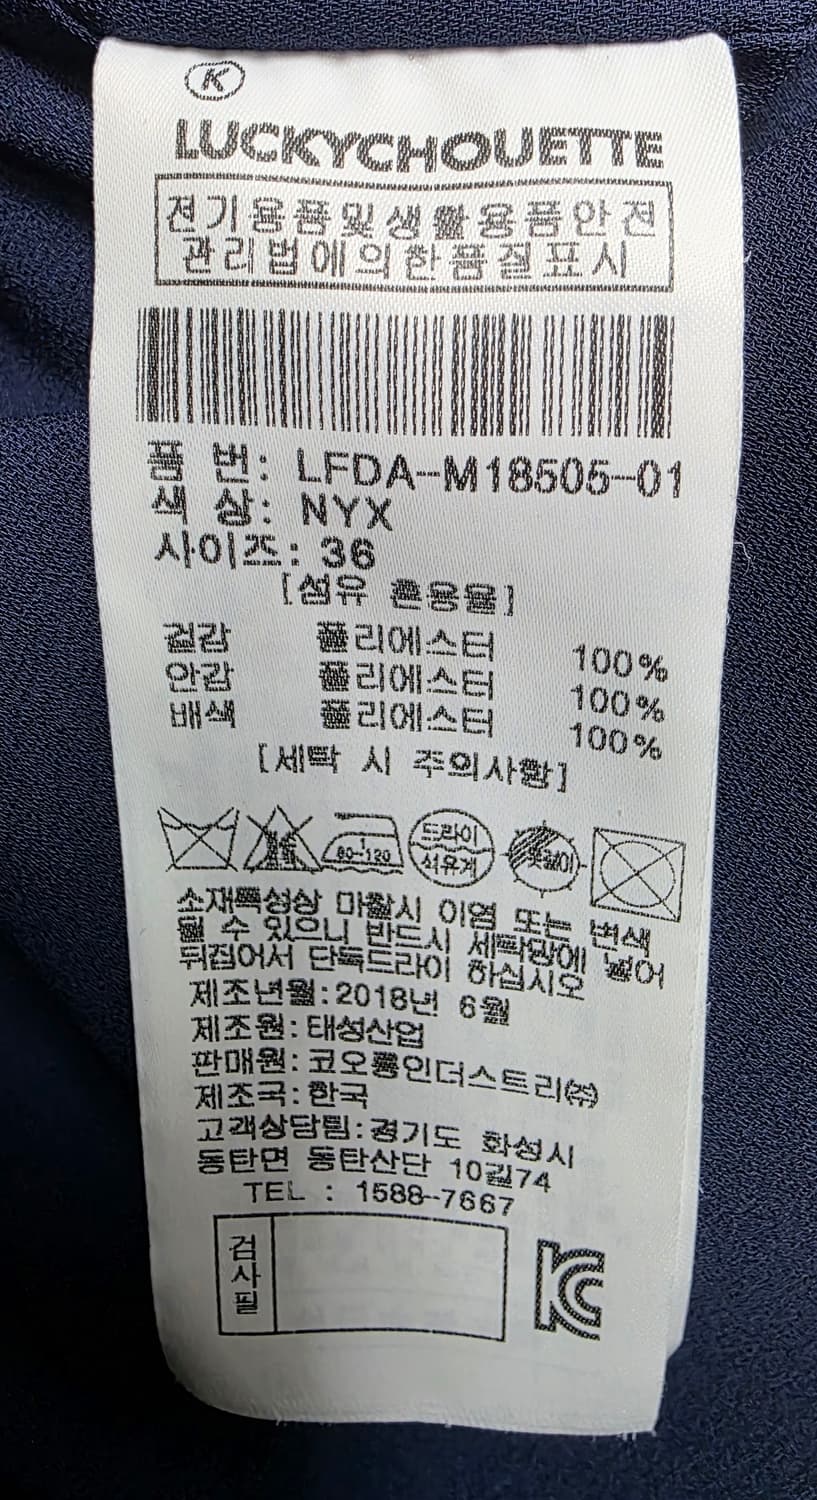 K
LUCKYCHOUETTE
전기용품및생활용품안전
관리법에의한품질표시
품 번: LFDA-M18505-01
색 상: NYX
사이즈: 36
[섬유 혼용율]
겉감 폴리에스터 100%
안감 폴리에스터 100%
배색 폴리에스터 100%
[세탁 시 주의사항]
80~120
드라이
석유계
옷걸이
소재특성상 마찰시 이염 또는 변색
될 수 있으니 반드시 세탁망에 넣어
뒤집어서 단독드라이 하십시오
제조년월:2018년 6월
제조원:태성산업
판매원:코오롱인더스트리㈜
제조국:한국
고객상담팀:경기도 화성시
동탄면 동탄산단 10길74
TEL : 1588-7667
검사필
KC